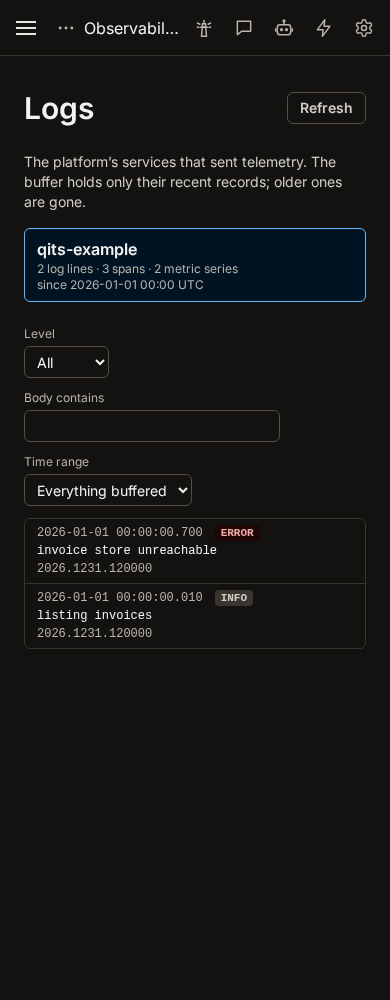 Observabil...
Logs
Refresh
The platform's services that sent telemetry. The
buffer holds only their recent records; older ones
are gone.
qits-example
2 log lines · 3 spans · 2 metric series
since 2026-01-01 00:00 UTC
Level
All
Body contains
Time range
Everything buffered
2026-01-01 00:00:00.700 ERROR
invoice store unreachable
2026.1231.120000
2026-01-01 00:00:00.010 INFO
listing invoices
2026.1231.120000